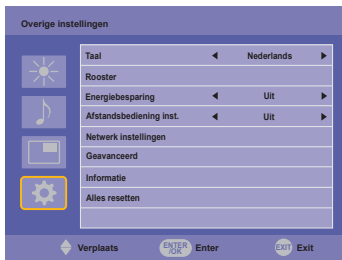 Overige instellingen
Taal Nederlands
Rooster
Energiebesparing Uit
Afstandsbediening inst. Uit
Netwerk instellingen
Geavanceerd
Informatie
Alles resetten
Verplaats ENTER /OK Enter EXIT Exit